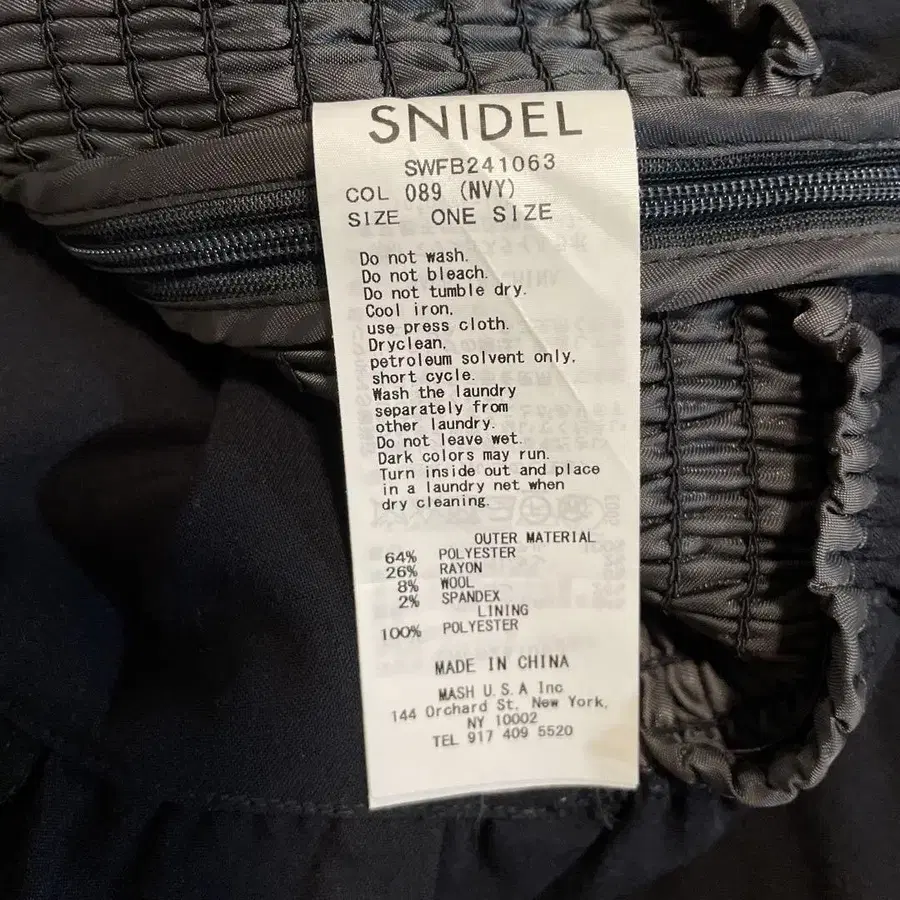 SNIDEL
SWFB241063
COL 089 (NVY)
SIZE ONE SIZE
Do not wash.
Do not bleach.
Do not tumble dry.
Cool iron,
use press cloth.
Dryclean,
petroleum solvent only,
short cycle.
Wash the laundry
separately from
other laundry.
Do not leave wet.
Dark colors may run.
Turn inside out and place
in a laundry net when
dry cleaning.
OUTER MATERIAL
64% POLYESTER
26% RAYON
8% WOOL
2% SPANDEX
LINING
100% POLYESTER
MADE IN CHINA
MASH U.S.A Inc
144 Orchard St. New York,
NY 10002
TEL 917 409 5520